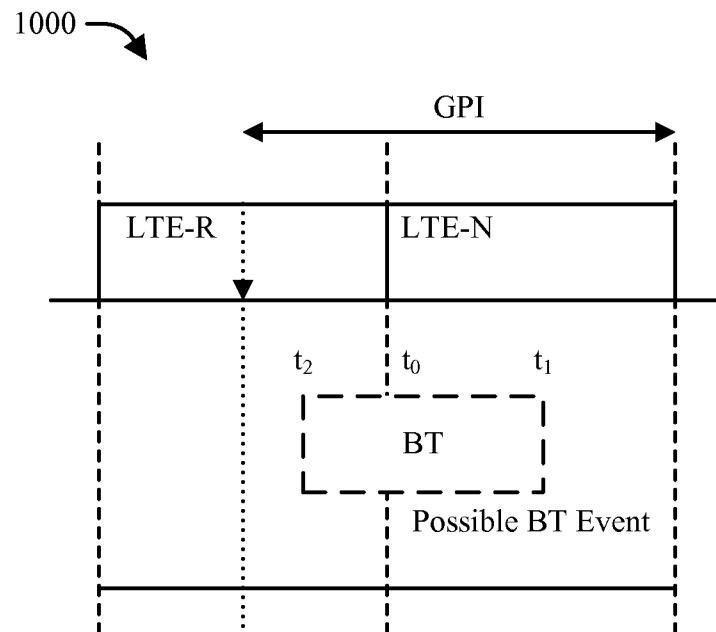 1000
GPI
LTE-R
LTE-N
t₂
t₀
t₁
BT
Possible BT Event